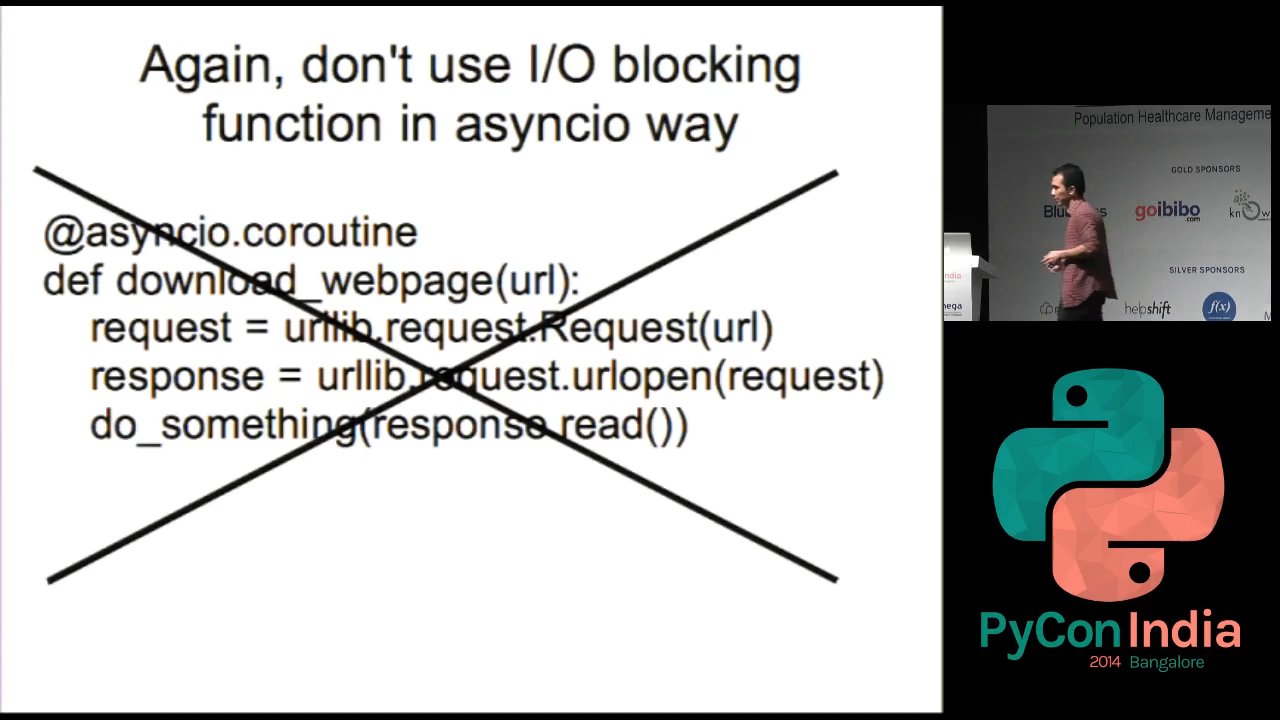 Again, don't use I/O blocking
function in asyncio way
@asyncio.coroutine
def download_webpage(url):
request = urllib.request.Request(url)
response = urllib.request.urlopen(request)
do_something(response.read())
Population Healthcare Manageme
GOLD SPONSORS
goibibo
.com
SILVER SPONSORS
helpshift
f(x)
India
PyCon India
2014 Bangalore